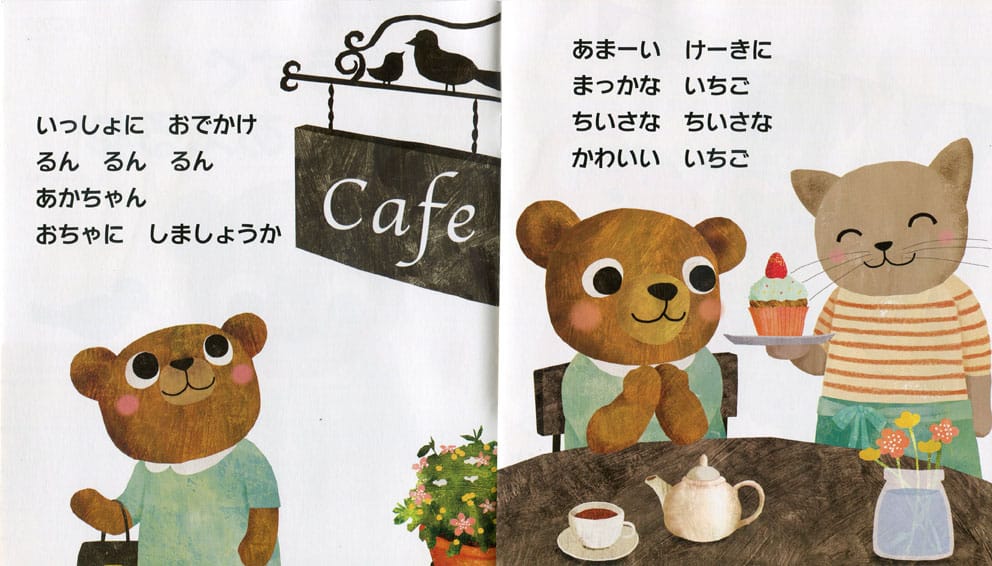 いっしょに　おでかけ
るん　るん　るん
あかちゃん
おちゃに　しましょうか
Cafe
あまーい　けーきに
まっかな　いちご
ちいさな　ちいさな
かわいい　いちご